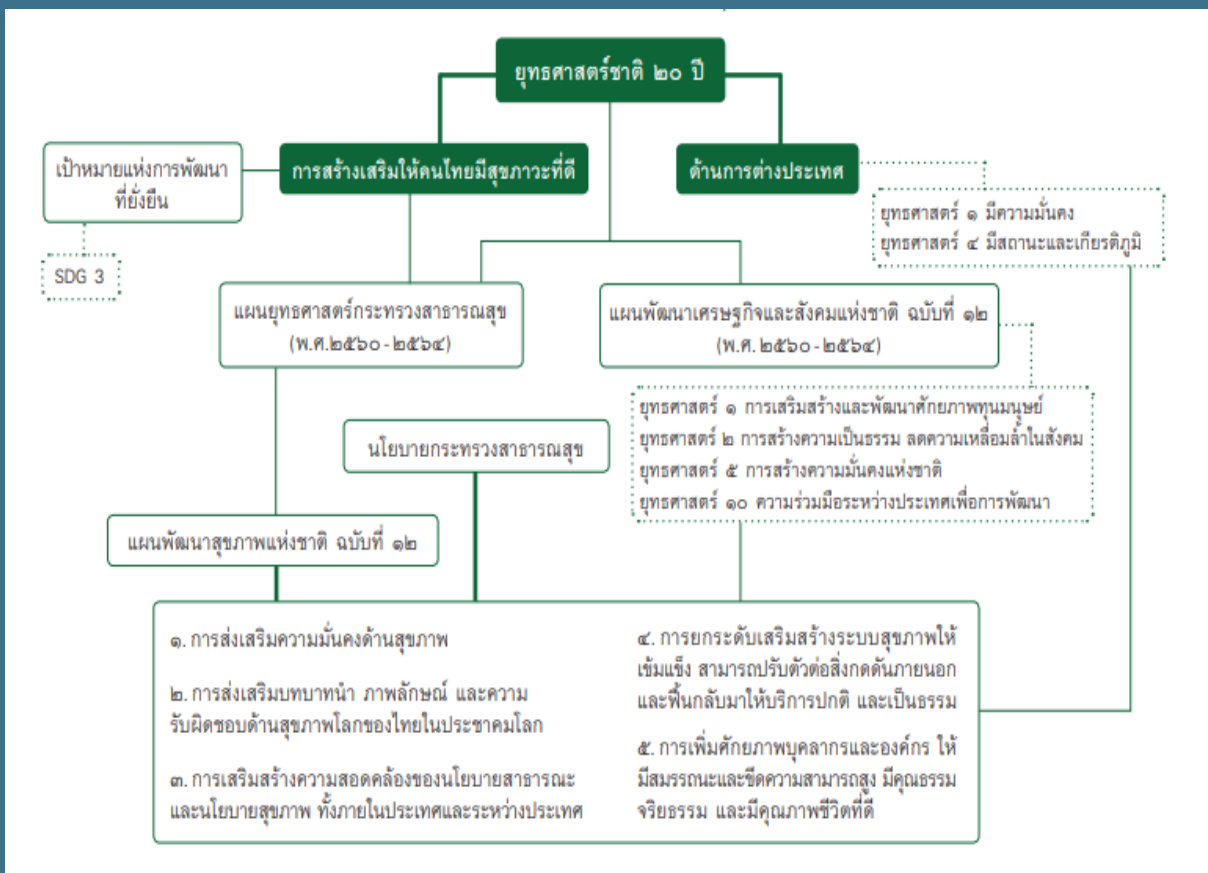 ยุทธศาสตร์ชาติ ๒๐ ปี
เป้าหมายแห่งการพัฒนา
ที่ยั่งยืน
การสร้างเสริมให้คนไทยมีสุขภาวะที่ดี
ด้านการต่างประเทศ
ยุทธศาสตร์ ๑ มีความมั่นคง
ยุทธศาสตร์ ๔ มีสถานะและเกียรติภูมิ
SDG 3
แผนยุทธศาสตร์กระทรวงสาธารณสุข
(พ.ศ.๒๕๖๐-๒๕๖๔)
แผนพัฒนาเศรษฐกิจและสังคมแห่งชาติ ฉบับที่ ๑๒
(พ.ศ. ๒๕๖๐-๒๕๖๔)
ยุทธศาสตร์ ๑ การเสริมสร้างและพัฒนาศักยภาพทุนมนุษย์
ยุทธศาสตร์ ๒ การสร้างความเป็นธรรม ลดความเหลื่อมล้ำในสังคม
ยุทธศาสตร์ ๕ การสร้างความมั่นคงแห่งชาติ
ยุทธศาสตร์ ๑๐ ความร่วมมือระหว่างประเทศเพื่อการพัฒนา
นโยบายกระทรวงสาธารณสุข
แผนพัฒนาสุขภาพแห่งชาติ ฉบับที่ ๑๒
๑. การส่งเสริมความมั่นคงด้านสุขภาพ
๒. การส่งเสริมบทบาทนำ ภาพลักษณ์ และความ
รับผิดชอบด้านสุขภาพโลกของไทยในประชาคมโลก
๓. การเสริมสร้างความสอดคล้องของนโยบายสาธารณะ
และนโยบายสุขภาพ ทั้งภายในประเทศและระหว่างประเทศ
๔. การยกระดับเสริมสร้างระบบสุขภาพให้
เข้มแข็ง สามารถปรับตัวต่อสิ่งกดดันภายนอก
และฟื้นกลับมาให้บริการปกติ และเป็นธรรม
๕. การเพิ่มศักยภาพบุคลากรและองค์กร ให้
มีสมรรถนะและขีดความสามารถสูง มีคุณธรรม
จริยธรรม และมีคุณภาพชีวิตที่ดี